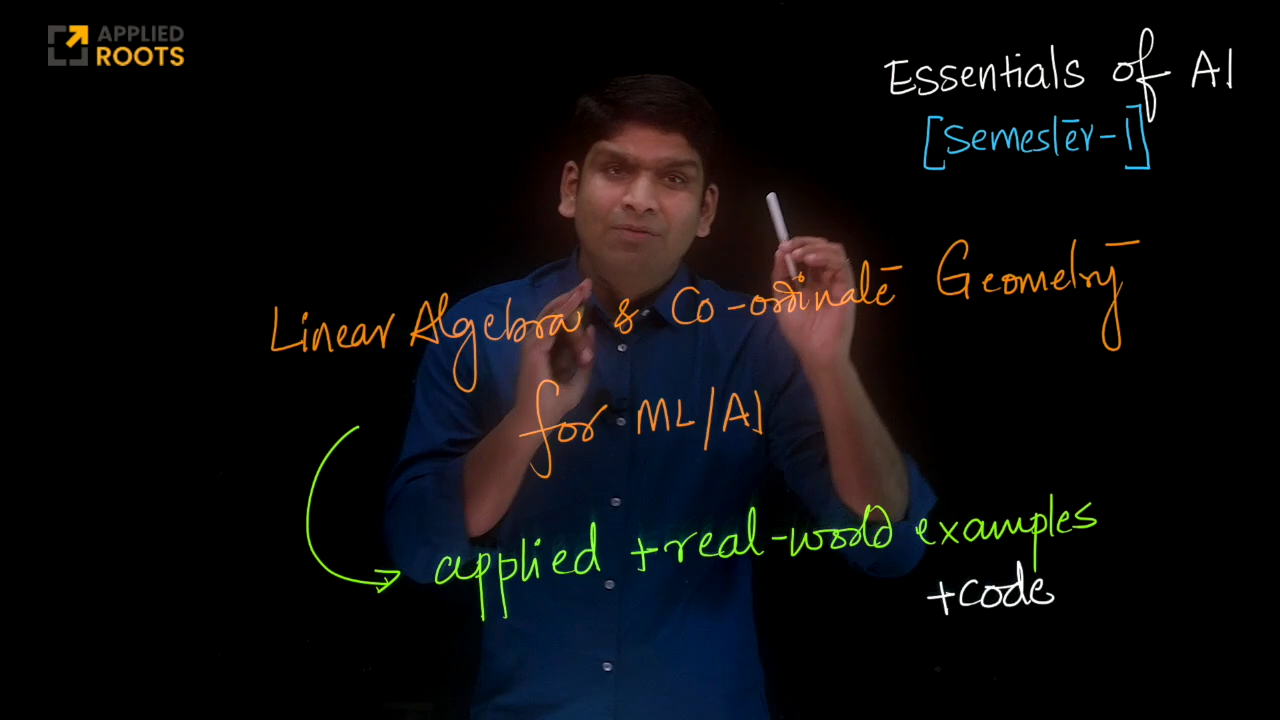 APPLIED
ROOTS
Essentials of AI
[Semester-1]
Linear Algebra & Co-ordinate Geometry
for ML/AI
applied + real-world examples
+code